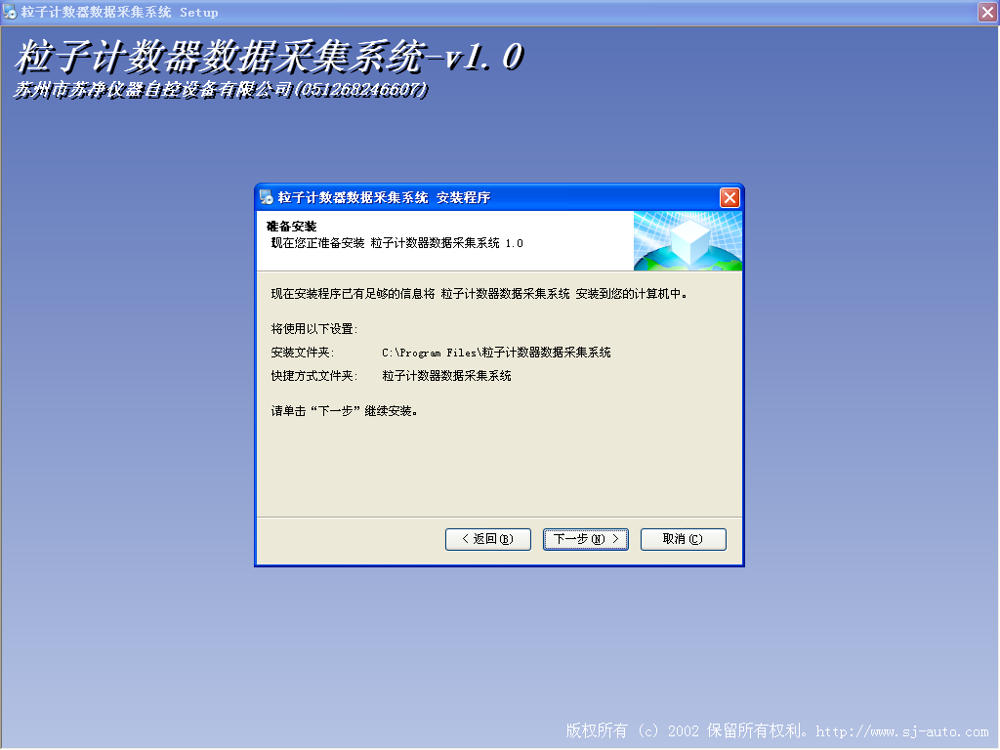 粒子计数器数据采集系统 Setup
粒子计数器数据采集系统-v1.0
苏州市苏净仪器自控设备有限公司(051268246607)
粒子计数器数据采集系统 安装程序
准备安装
现在您正准备安装 粒子计数器数据采集系统 1.0
现在安装程序已有足够的信息将 粒子计数器数据采集系统 安装到您的计算机中。
将使用以下设置:
安装文件夹: C:\Program Files\粒子计数器数据采集系统
快捷方式文件夹: 粒子计数器数据采集系统
请单击“下一步”继续安装。
< 返回(B) 下一步(N) > 取消(C)
版权所有 (c) 2002 保留所有权利。http://www.sj-auto.com